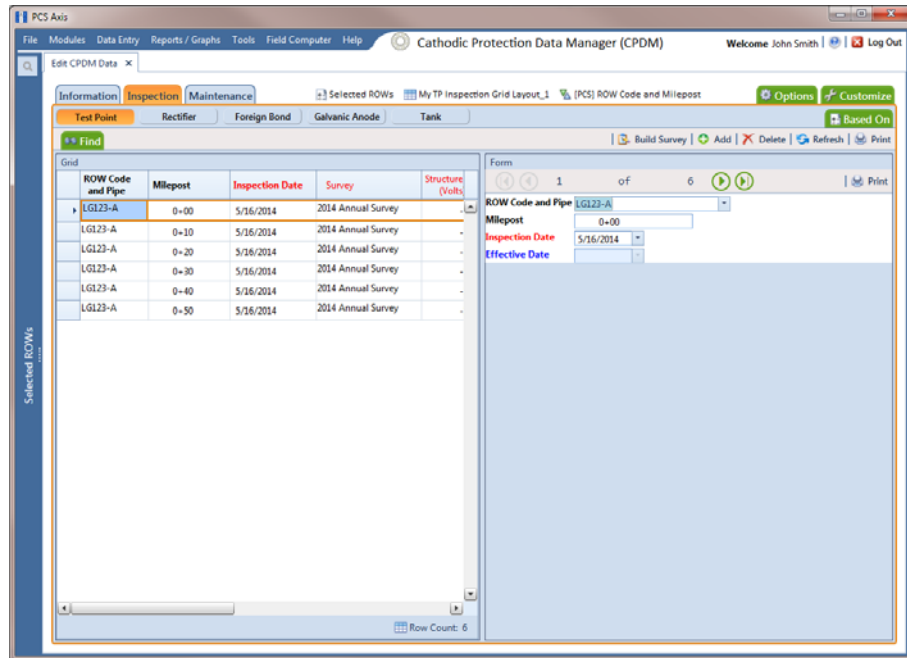 PCS Axis
File Modules Data Entry Reports / Graphs Tools Field Computer Help Cathodic Protection Data Manager (CPDM) Welcome John Smith | | Log Out
Edit CPDM Data ×
Information Inspection Maintenance Selected ROWs My TP Inspection Grid Layout_1 [PCS] ROW Code and Milepost Options Customize
Test Point Rectifier Foreign Bond Galvanic Anode Tank Based On
Find | Build Survey | Add | Delete | Refresh | Print
Grid Form
1 of 6 | Print
ROW Code and Pipe Milepost Inspection Date Survey Structure (Volts
LG123-A 0+00 5/16/2014 2014 Annual Survey -
LG123-A 0+10 5/16/2014 2014 Annual Survey -
LG123-A 0+20 5/16/2014 2014 Annual Survey -
LG123-A 0+30 5/16/2014 2014 Annual Survey -
LG123-A 0+40 5/16/2014 2014 Annual Survey -
LG123-A 0+50 5/16/2014 2014 Annual Survey -
ROW Code and Pipe LG123-A
Milepost 0+00
Inspection Date 5/16/2014
Effective Date
Selected ROWs
Row Count: 6